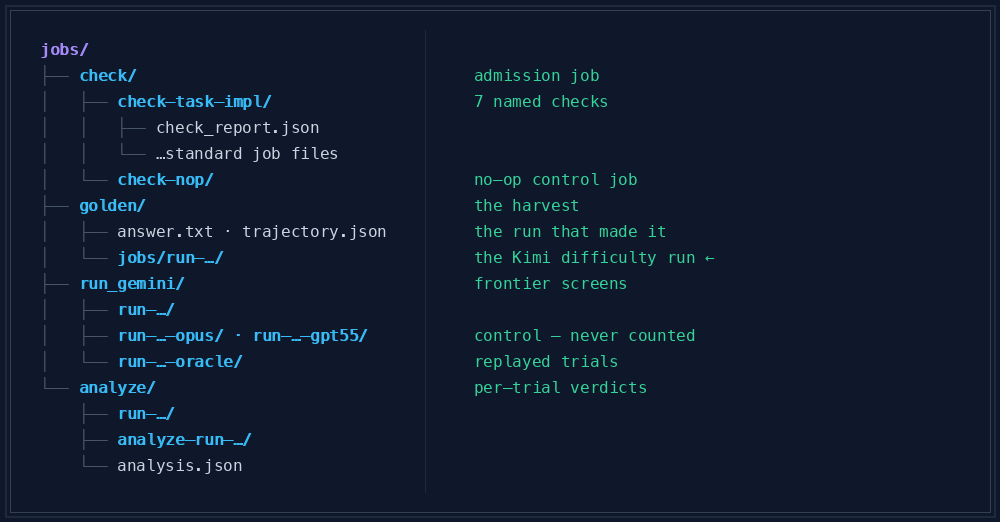 jobs/
├── check/ admission job
│   ├── check—task—impl/ 7 named checks
│   │   ├── check_report.json
│   │   └── …standard job files
│   └── check—nop/ no—op control job
├── golden/ the harvest
│   ├── answer.txt · trajectory.json the run that made it
│   └── jobs/run—…/ the Kimi difficulty run ←
├── run_gemini/ frontier screens
│   ├── run—…/
│   ├── run—…—opus/ · run—…—gpt55/ control — never counted
│   └── run—…—oracle/ replayed trials
└── analyze/ per—trial verdicts
    ├── run—…/
    ├── analyze—run—…/
    └── analysis.json